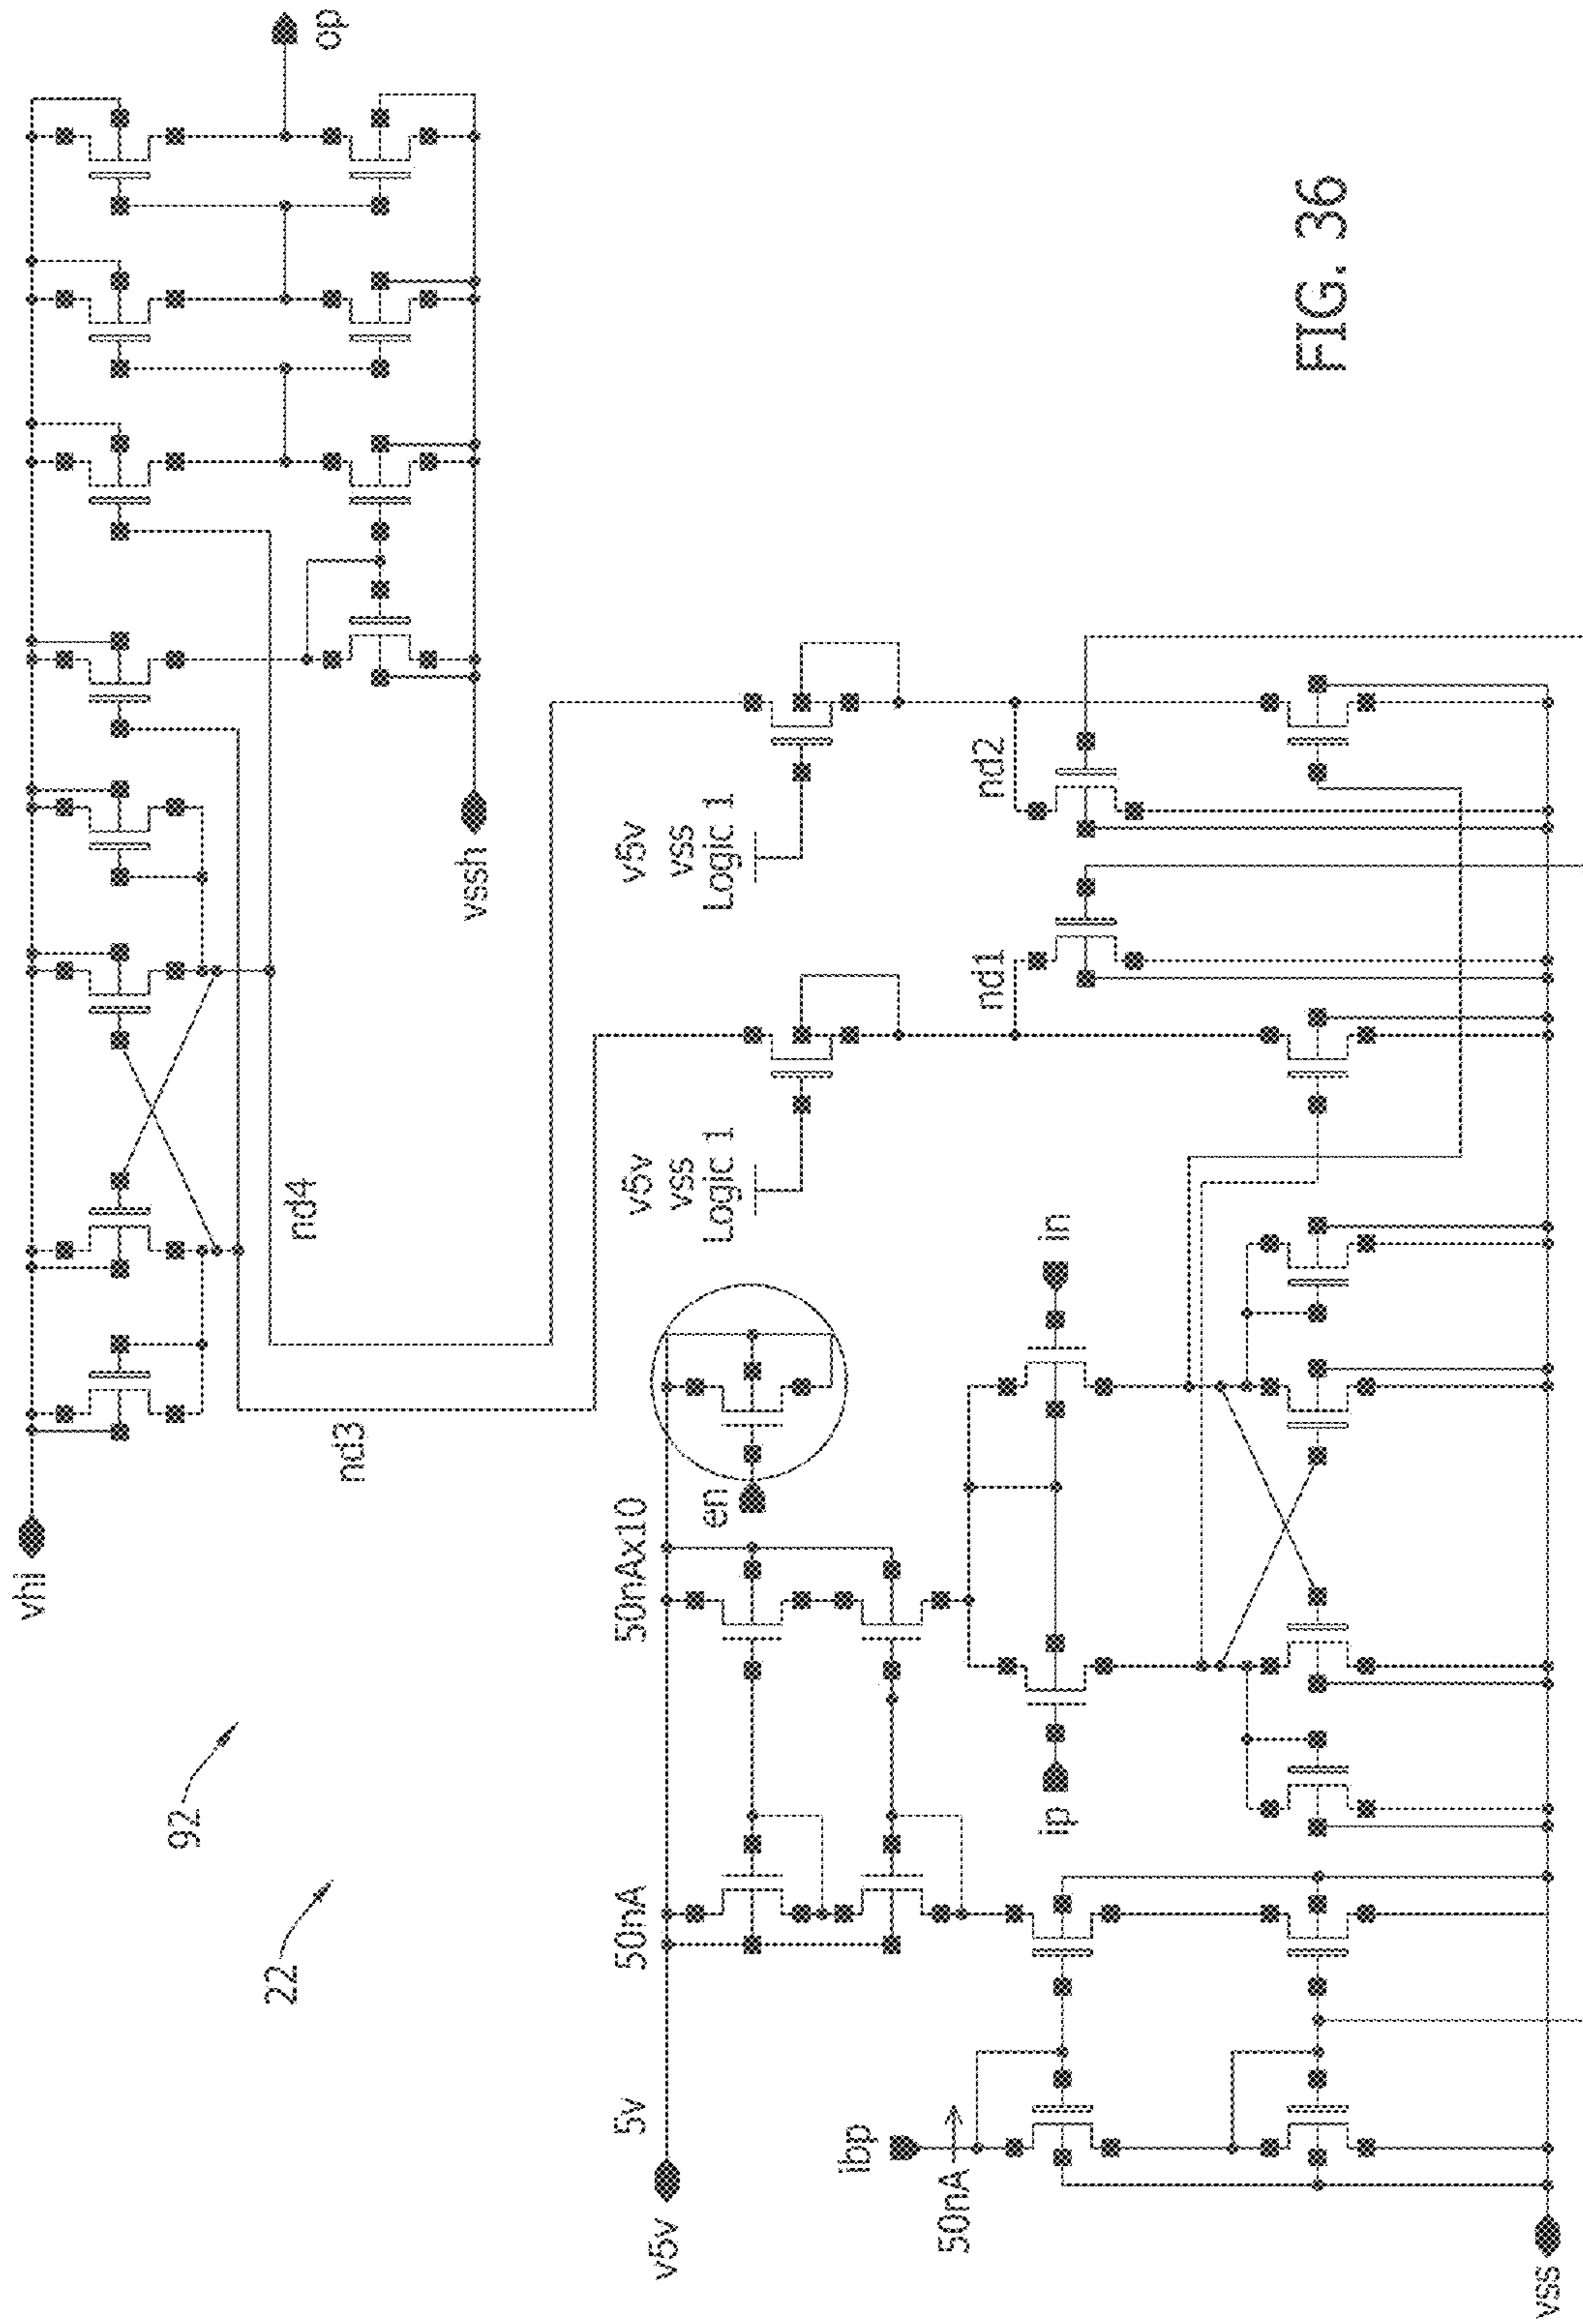 92
22
vhi
nd3
nd4
vssh
op
v5v
5v
50nA
50nAx10
en
v5v
vss
Logic 1
v5v
vss
Logic 1
ibp
50nA
ip
in
nd1
nd2
vss
FIG. 36